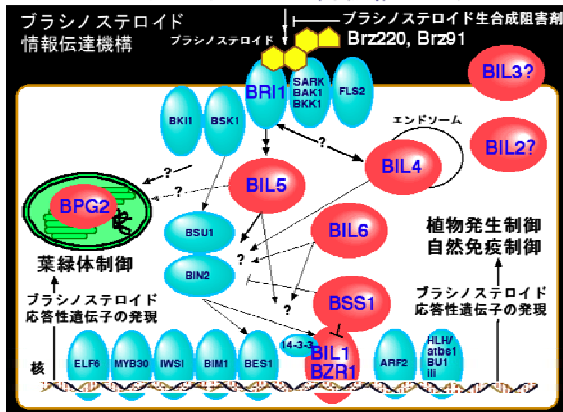 ブラシノステロイド
情報伝達機構
ブラシノステロイド
ブラシノステロイド生合成阻害剤
Brz220, Brz91
BRI1
SARK
BAK1
BKK1
FLS2
BIL3?
BKI1
BSK1
エンドソーム
?
BIL4
BIL2?
?
?
BIL5
BPG2
BSU1
BIN2
?
BIL6
植物発生制御
自然免疫制御
葉緑体制御
BSS1
?
ブラシノステロイド
応答性遺伝子の発現
ブラシノステロイド
応答性遺伝子の発現
核
ELF6
MYB30
IWSI
BIM1
BES1
14-3-3
BIL1
BZR1
ARF2
HLH/
atbs1
BU1
ili